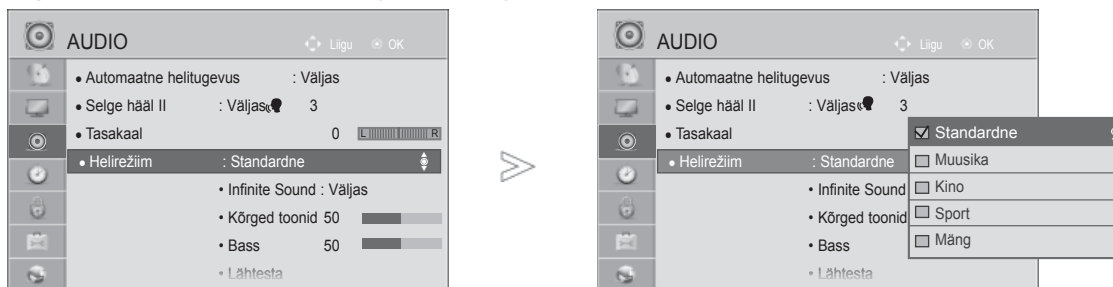 AUDIO
Liigu OK
• Automaatne helitugevus : Väljas
• Selge hääl II : Väljas 3
• Tasakaal 0 L R
• Helirežiim : Standardne
• Infinite Sound : Väljas
• Kõrged toonid 50
• Bass 50
• Lähtesta
>
AUDIO
Liigu OK
• Automaatne helitugevus : Väljas
• Selge hääl II : Väljas 3
• Tasakaal
• Helirežiim : Standardne
• Infinite Sound
• Kõrged toonid
• Bass
• Lähtesta
Standardne
Muusika
Kino
Sport
Mäng